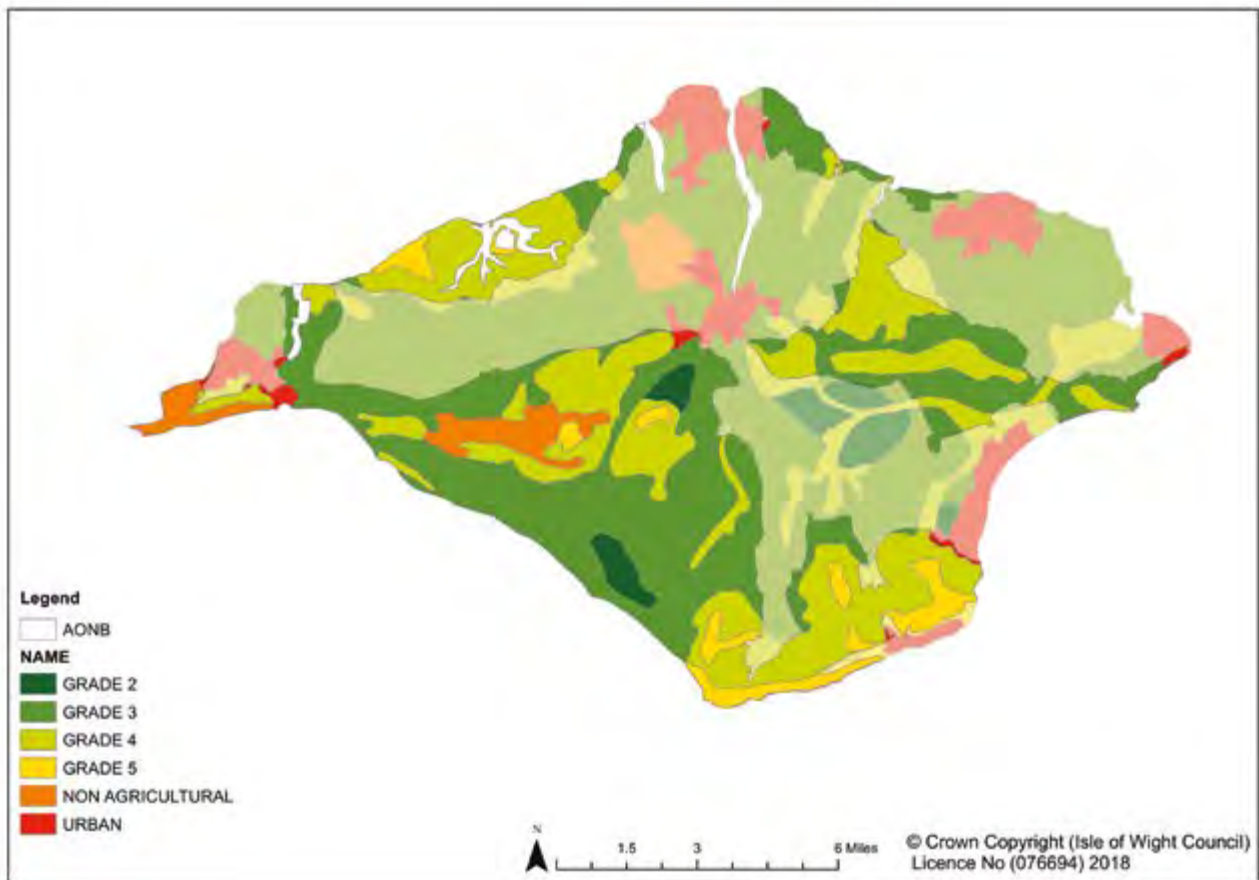 Legend
AONB
NAME
GRADE 2
GRADE 3
GRADE 4
GRADE 5
NON AGRICULTURAL
URBAN
N
1.5 3 6 Miles
© Crown Copyright (Isle of Wight Council)
Licence No (076694) 2018